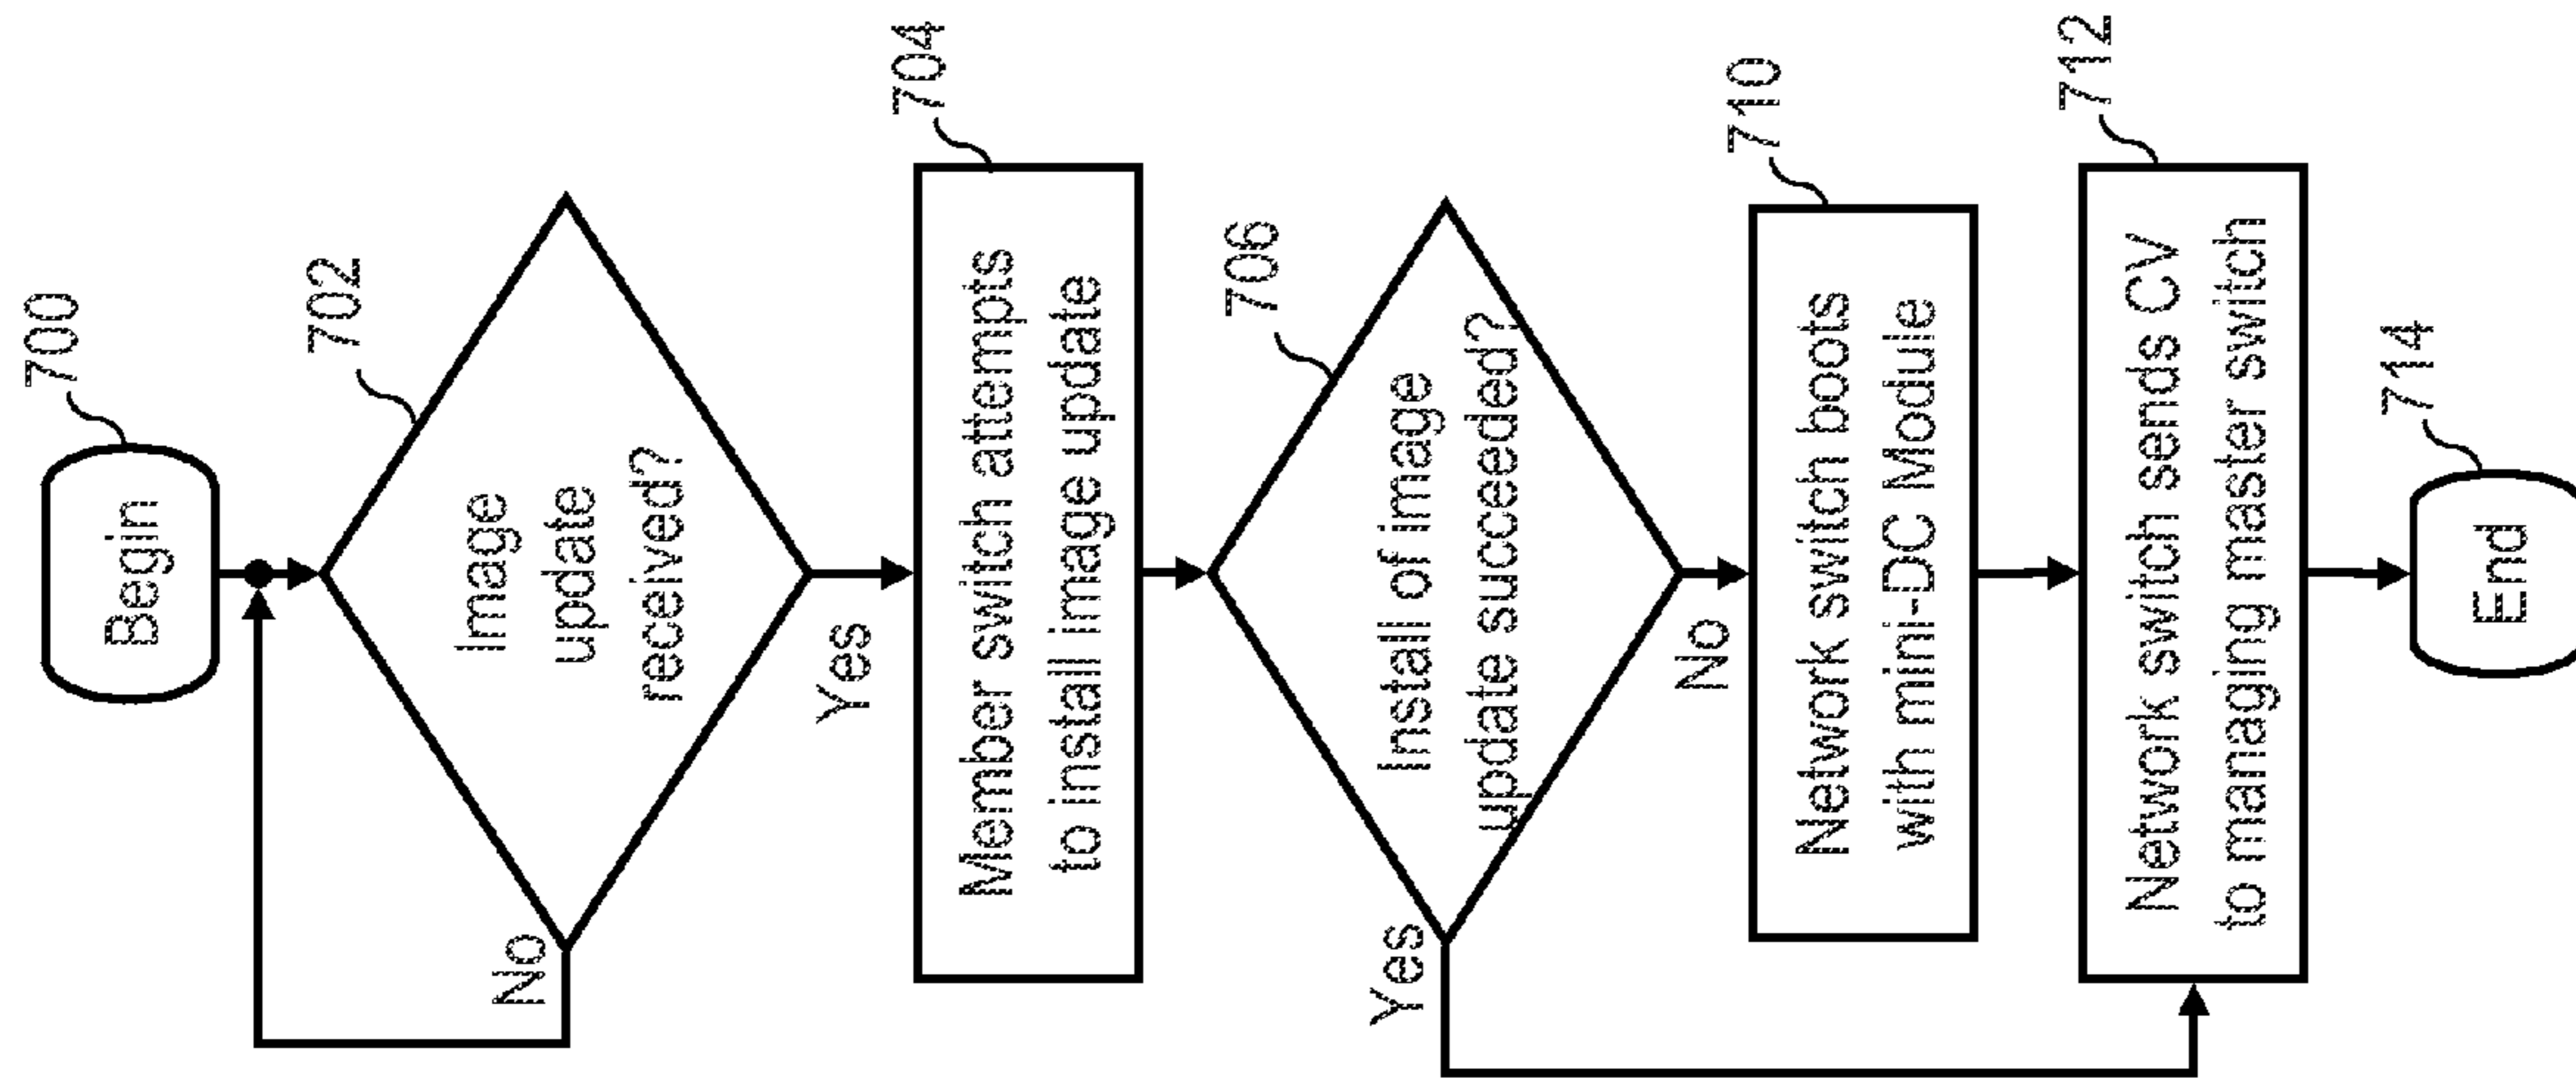 Begin
700
Image
update
received?
702
No
Yes
Member switch attempts
to install image update
704
Install of image
update succeeded?
706
Yes
No
Network switch boots
with mini-DC Module
710
Network switch sends CV
to managing master switch
712
End
714